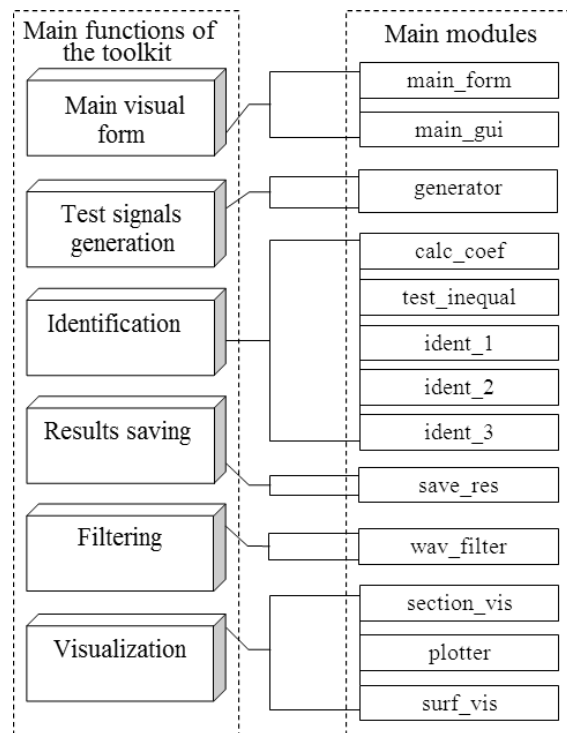 Main functions of
the toolkit
Main visual
form
Test signals
generation
Identification
Results saving
Filtering
Visualization
Main modules
main_form
main_gui
generator
calc_coef
test_inequal
ident_1
ident_2
ident_3
save_res
wav_filter
section_vis
plotter
surf_vis